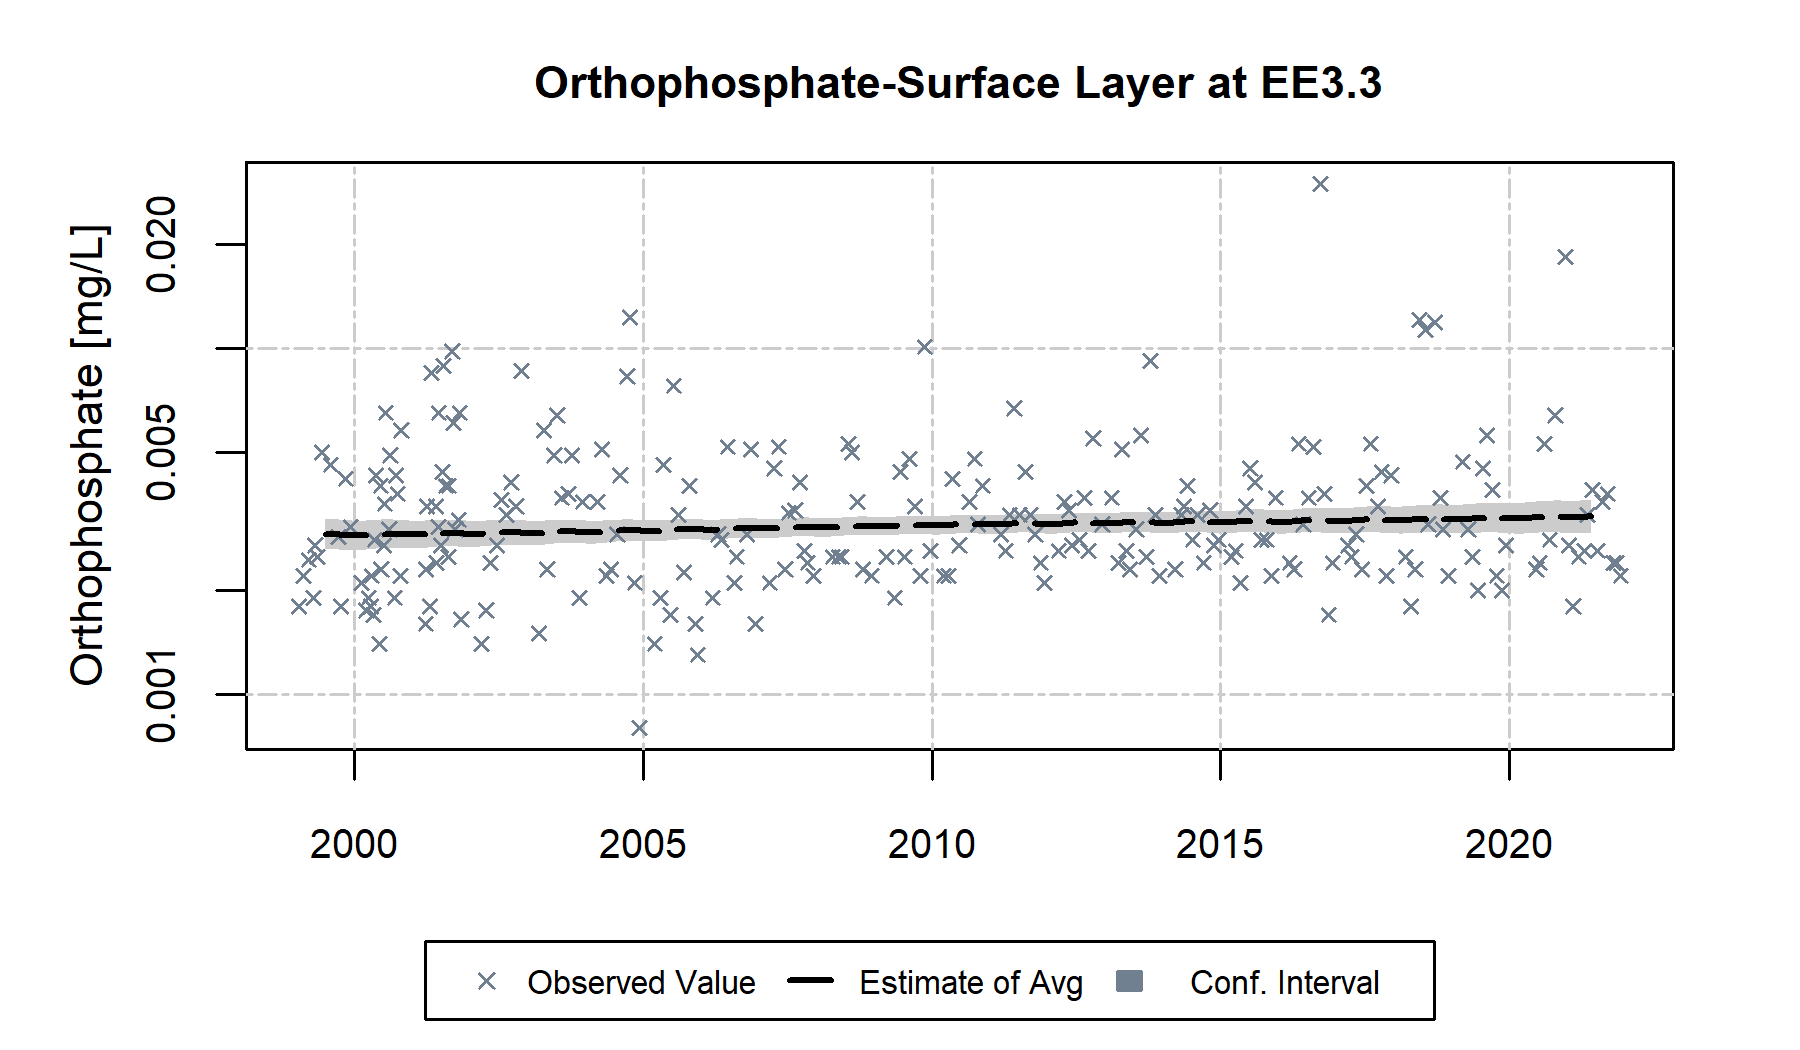 Orthophosphate-Surface Layer at EE3.3
Orthophosphate [mg/L]
0.020
0.005
0.001
2000 2005 2010 2015 2020
Observed Value Estimate of Avg Conf. Interval